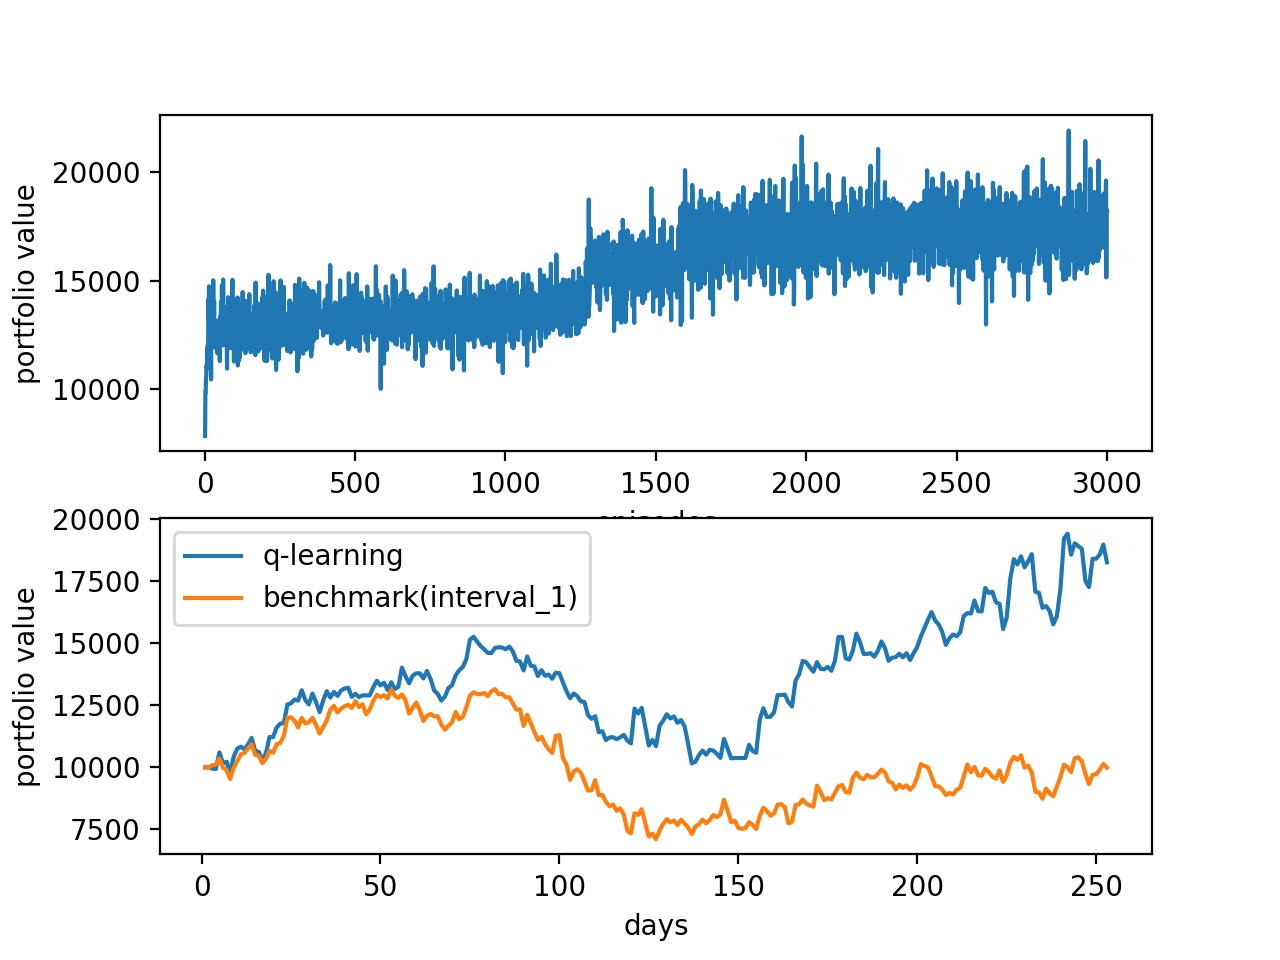 portfolio value
20000
15000
10000
0 500 1000 1500 2000 2500 3000
episodes
portfolio value
20000
17500
15000
12500
10000
7500
q-learning
benchmark(interval_1)
0 50 100 150 200 250
days